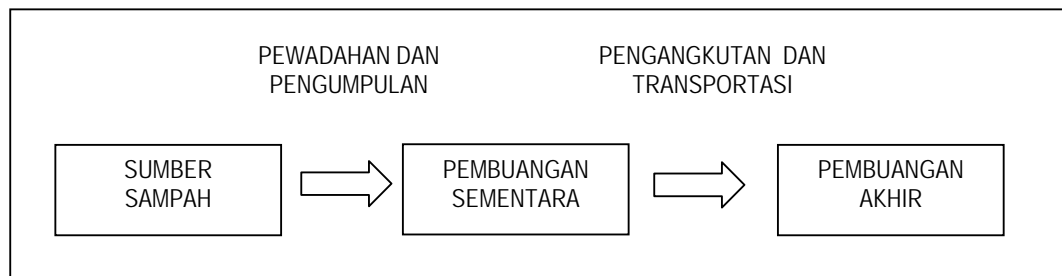 PEWADAHAN DAN
PENGUMPULAN
PENGANGKUTAN DAN
TRANSPORTASI
SUMBER
SAMPAH
PEMBUANGAN
SEMENTARA
PEMBUANGAN
AKHIR